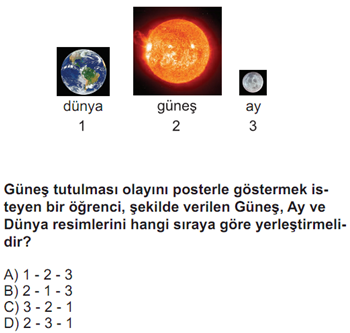 dünya güneş ay
1 2 3
Güneş tutulması olayını posterle göstermek is-
teyen bir öğrenci, şekilde verilen Güneş, Ay ve
Dünya resimlerini hangi sıraya göre yerleştirmeli-
dir?
A) 1 - 2 - 3
B) 2 - 1 - 3
C) 3 - 2 - 1
D) 2 - 3 - 1